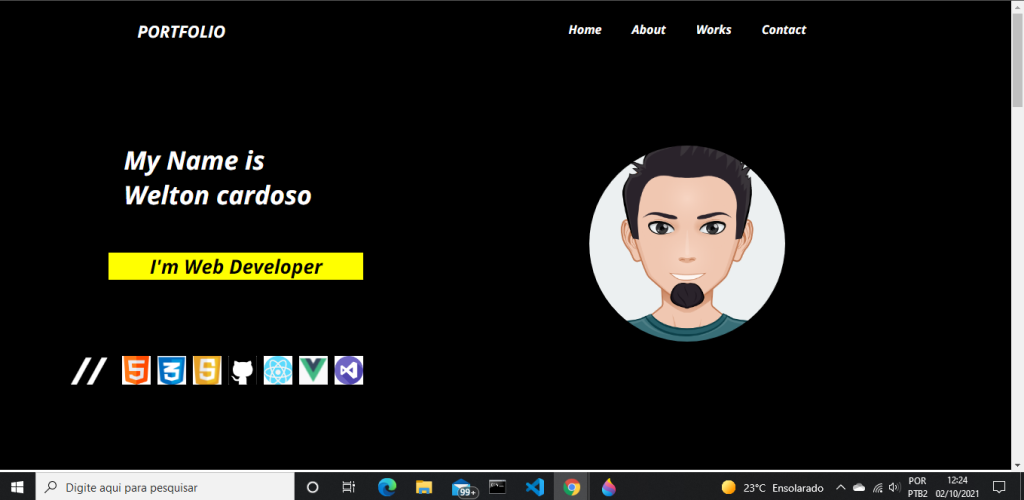 PORTFOLIO
Home About Works Contact
My Name is
Welton cardoso
I'm Web Developer
//
Digite aqui para pesquisar
99+
23°C Ensolarado
POR
PTB2
12:24
02/10/2021